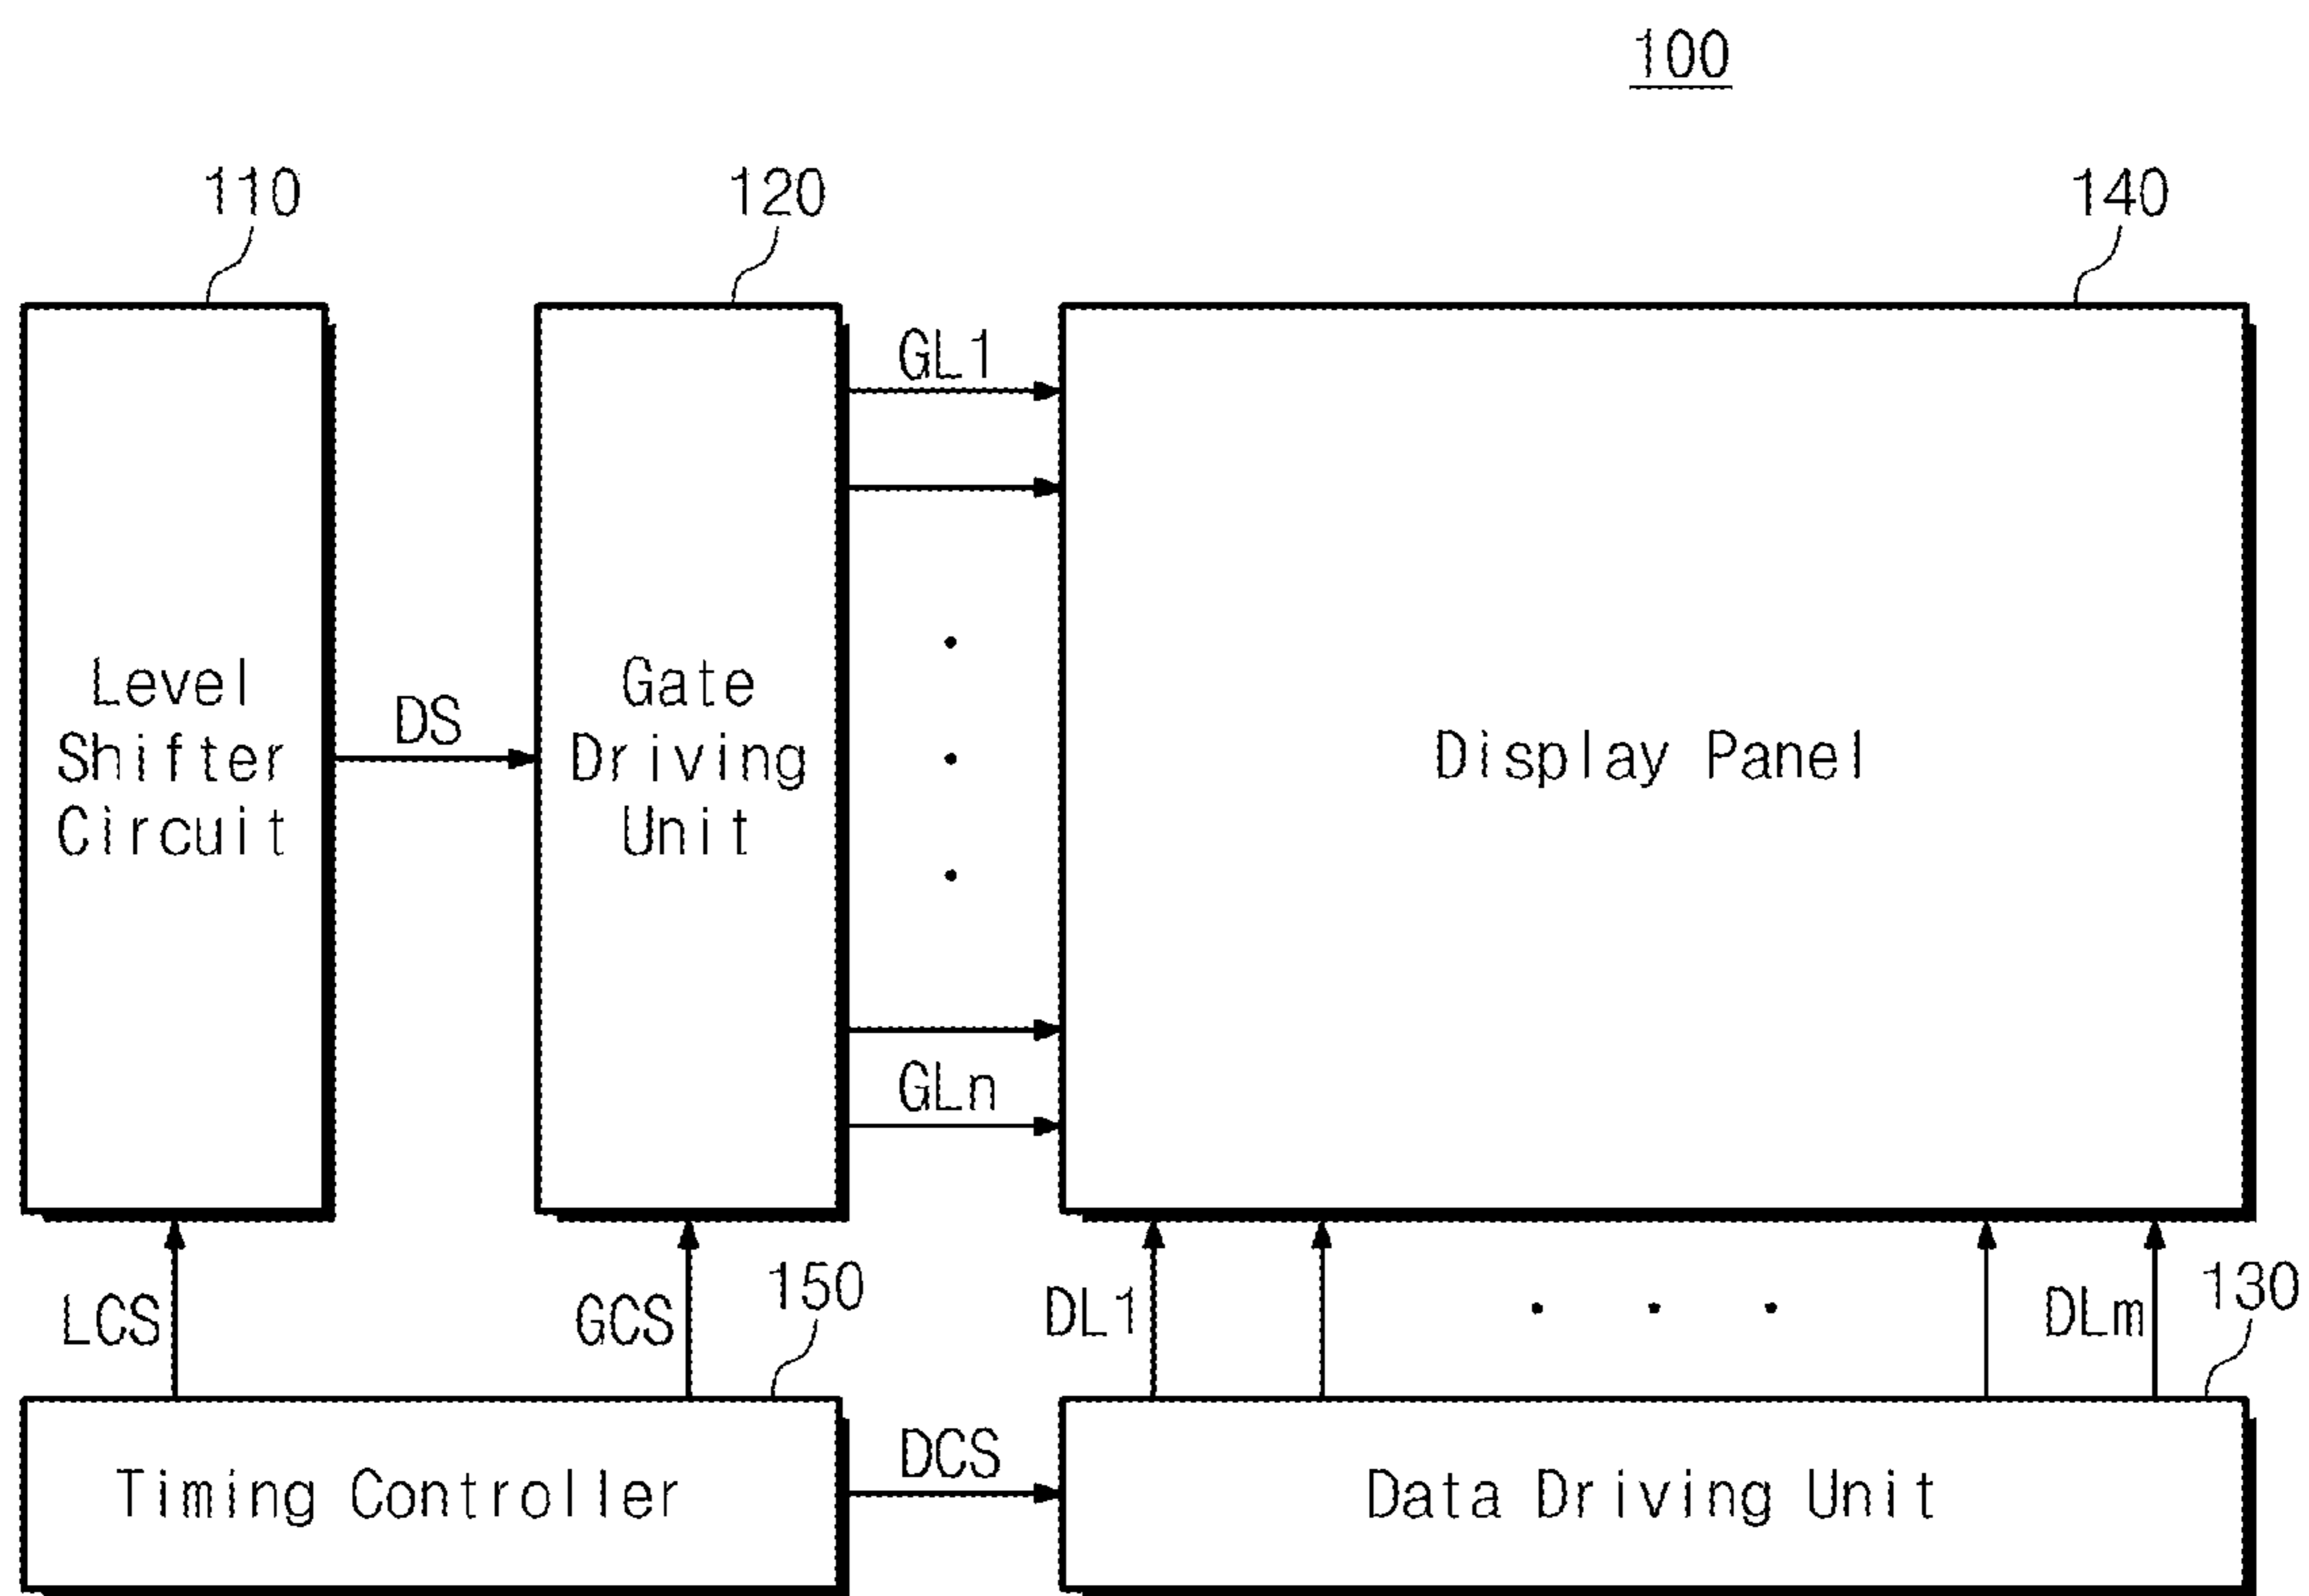 100
110
120
140
GL1
Level
Shifter
Circuit
DS
Gate
Driving
Unit
Display Panel
GLn
LCS
GCS
150
DL1
DLm
130
Timing Controller
DCS
Data Driving Unit